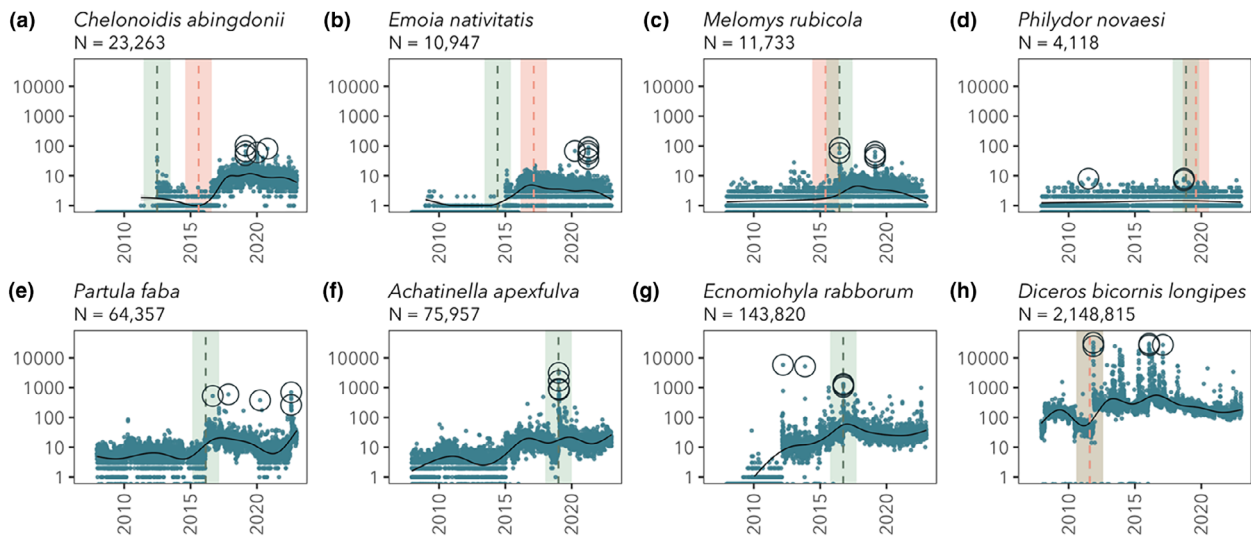 (a) Chelonoidis abingdonii
N = 23,263
(b) Emoia nativitatis
N = 10,947
(c) Melomys rubicola
N = 11,733
(d) Philydor novaesi
N = 4,118
10000
1000
100
10
1
10000
1000
100
10
1
10000
1000
100
10
1
10000
1000
100
10
1
2010 2015 2020
2010 2015 2020
2010 2015 2020
2010 2015 2020
(e) Partula faba
N = 64,357
(f) Achatinella apexfulva
N = 75,957
(g) Ecnomiohyla rabborum
N = 143,820
(h) Diceros bicornis longipes
N = 2,148,815
10000
1000
100
10
1
10000
1000
100
10
1
10000
1000
100
10
1
10000
1000
100
10
1
2010 2015 2020
2010 2015 2020
2010 2015 2020
2010 2015 2020